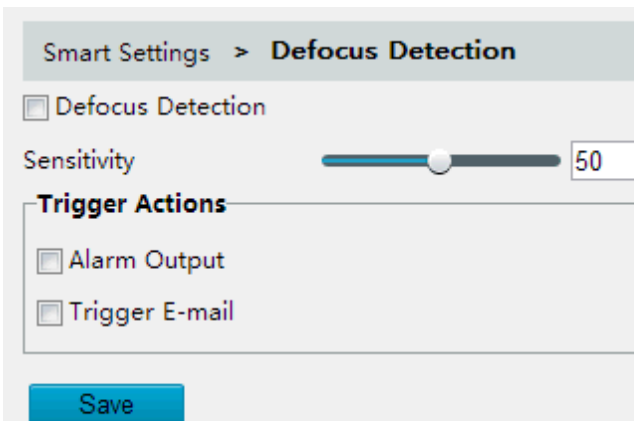 Smart Settings > Defocus Detection
Defocus Detection
Sensitivity 50
Trigger Actions
Alarm Output
Trigger E-mail
Save